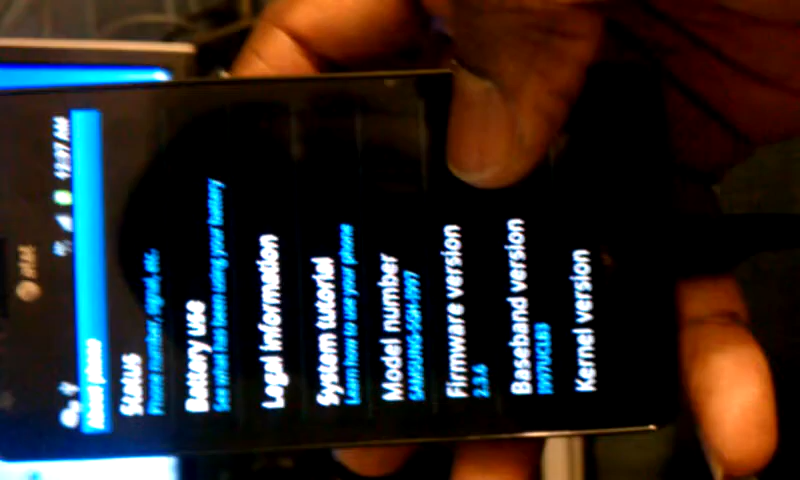 at&t
12:37 AM
About phone
Status
Phone number, signal, etc.
Battery use
See what has been using your battery
Legal information
System tutorial
Learn how to use your phone
Model number
SAMSUNG-SGH-I997
Firmware version
2.3.6
Baseband version
I997UCLB3
Kernel version